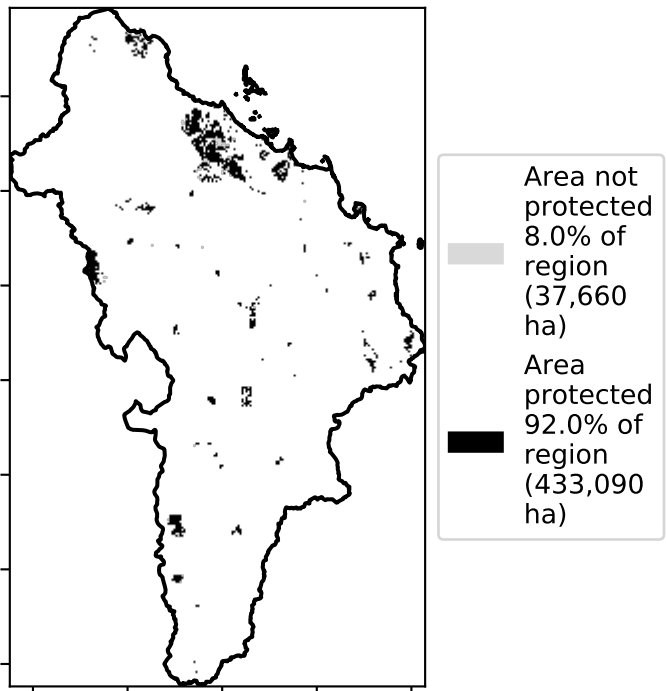 Area not
protected
8.0% of
region
(37,660
ha)
Area
protected
92.0% of
region
(433,090
ha)